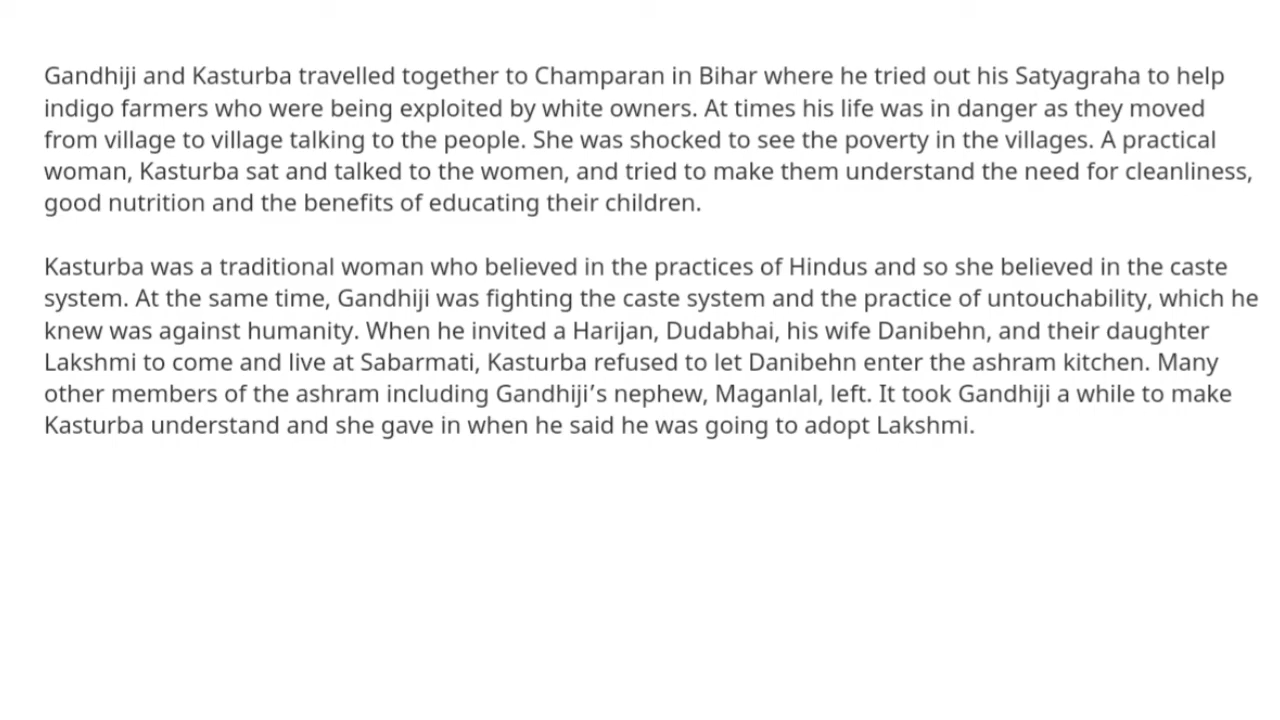 Gandhiji and Kasturba travelled together to Champaran in Bihar where he tried out his Satyagraha to help
indigo farmers who were being exploited by white owners. At times his life was in danger as they moved
from village to village talking to the people. She was shocked to see the poverty in the villages. A practical
woman, Kasturba sat and talked to the women, and tried to make them understand the need for cleanliness,
good nutrition and the benefits of educating their children.

Kasturba was a traditional woman who believed in the practices of Hindus and so she believed in the caste
system. At the same time, Gandhiji was fighting the caste system and the practice of untouchability, which he
knew was against humanity. When he invited a Harijan, Dudabhai, his wife Danibehn, and their daughter
Lakshmi to come and live at Sabarmati, Kasturba refused to let Danibehn enter the ashram kitchen. Many
other members of the ashram including Gandhiji’s nephew, Maganlal, left. It took Gandhiji a while to make
Kasturba understand and she gave in when he said he was going to adopt Lakshmi.